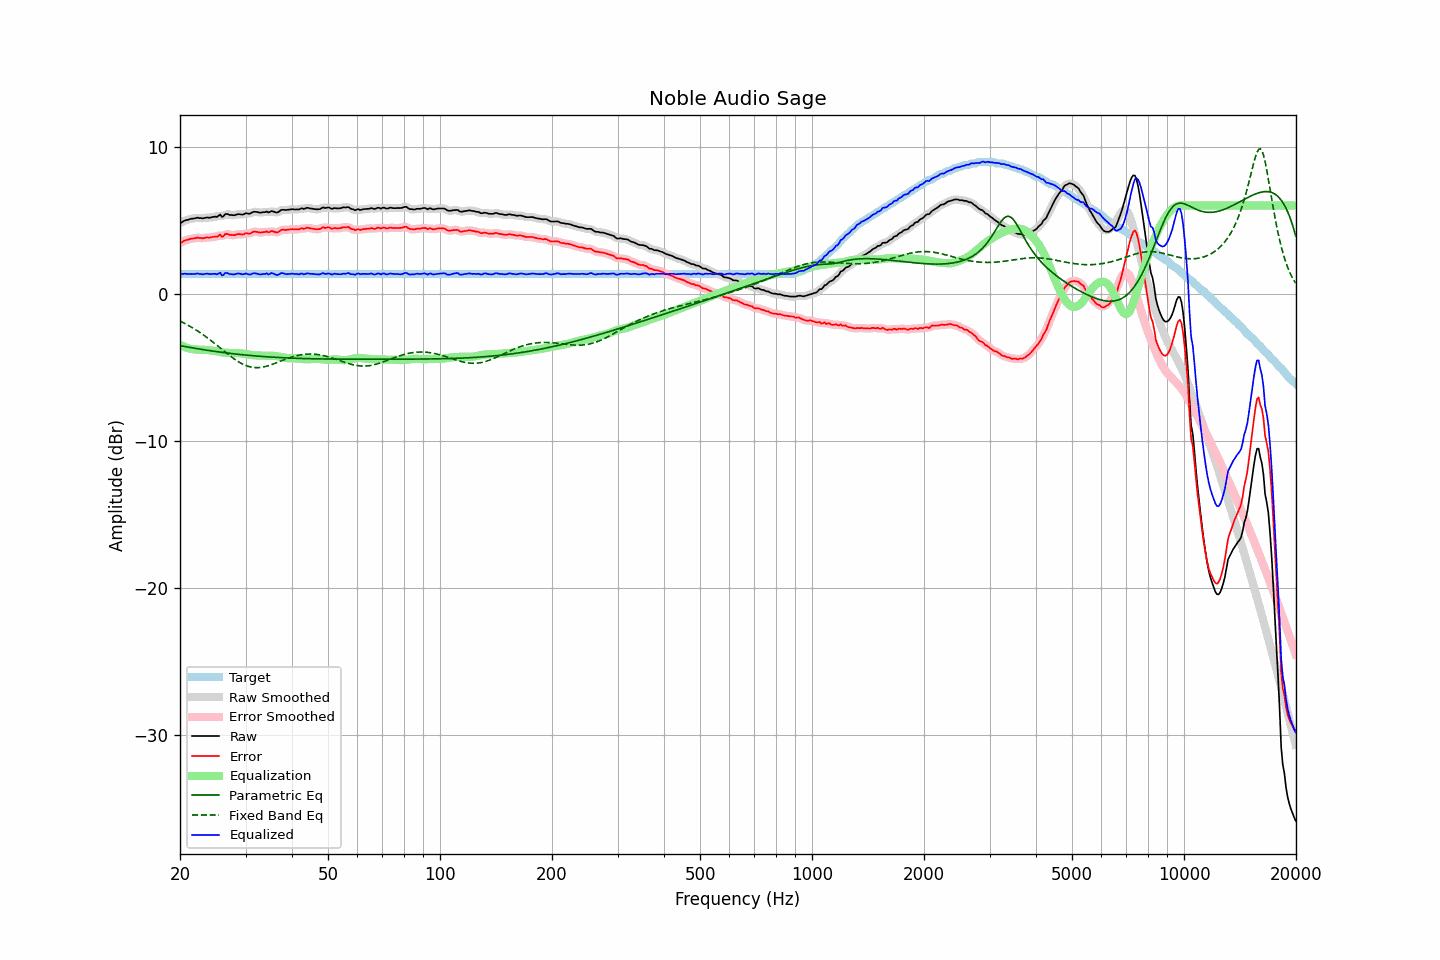 Noble Audio Sage
10
0
−10
−20
−30
Amplitude (dBr)
Target
Raw Smoothed
Error Smoothed
Raw
Error
Equalization
Parametric Eq
Fixed Band Eq
Equalized
20 50 100 200 500 1000 2000 5000 10000 20000
Frequency (Hz)